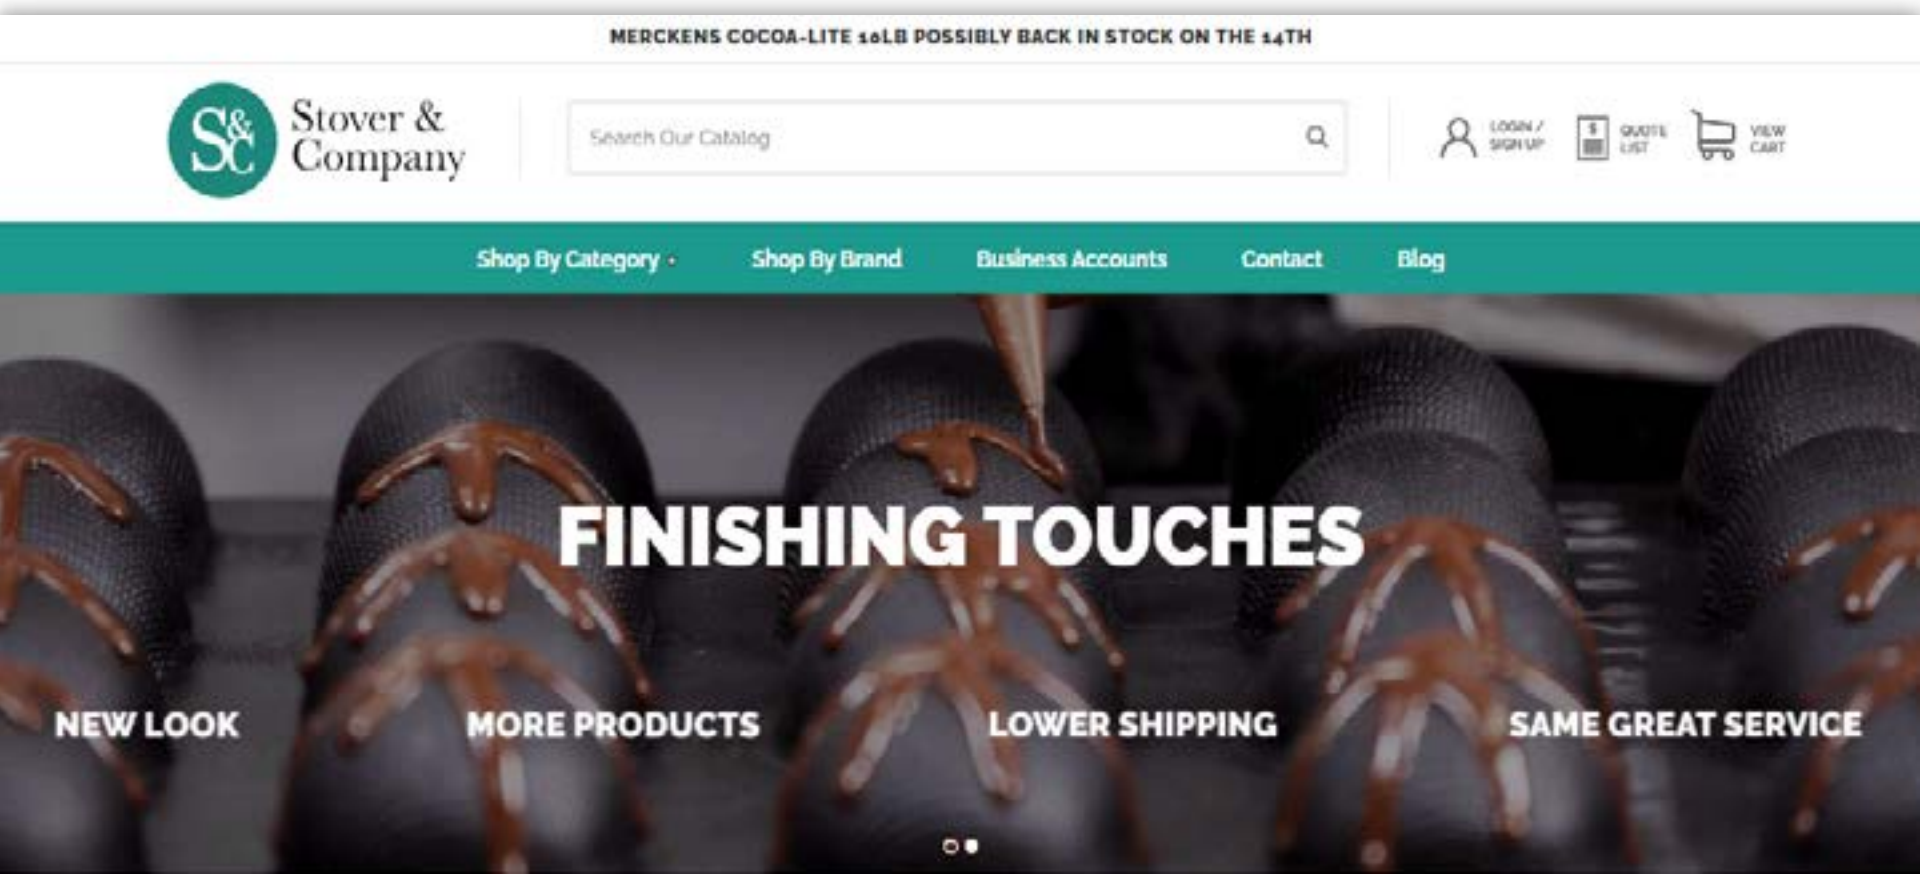 MERCKENS COCOA-LITE 10LB POSSIBLY BACK IN STOCK ON THE 14TH
S&C
Stover &
Company
Search Our Catalog
LOGIN /
SIGN UP
$
QUOTE
LIST
VIEW
CART
Shop By Category
Shop By Brand
Business Accounts
Contact
Blog
FINISHING TOUCHES
NEW LOOK
MORE PRODUCTS
LOWER SHIPPING
SAME GREAT SERVICE